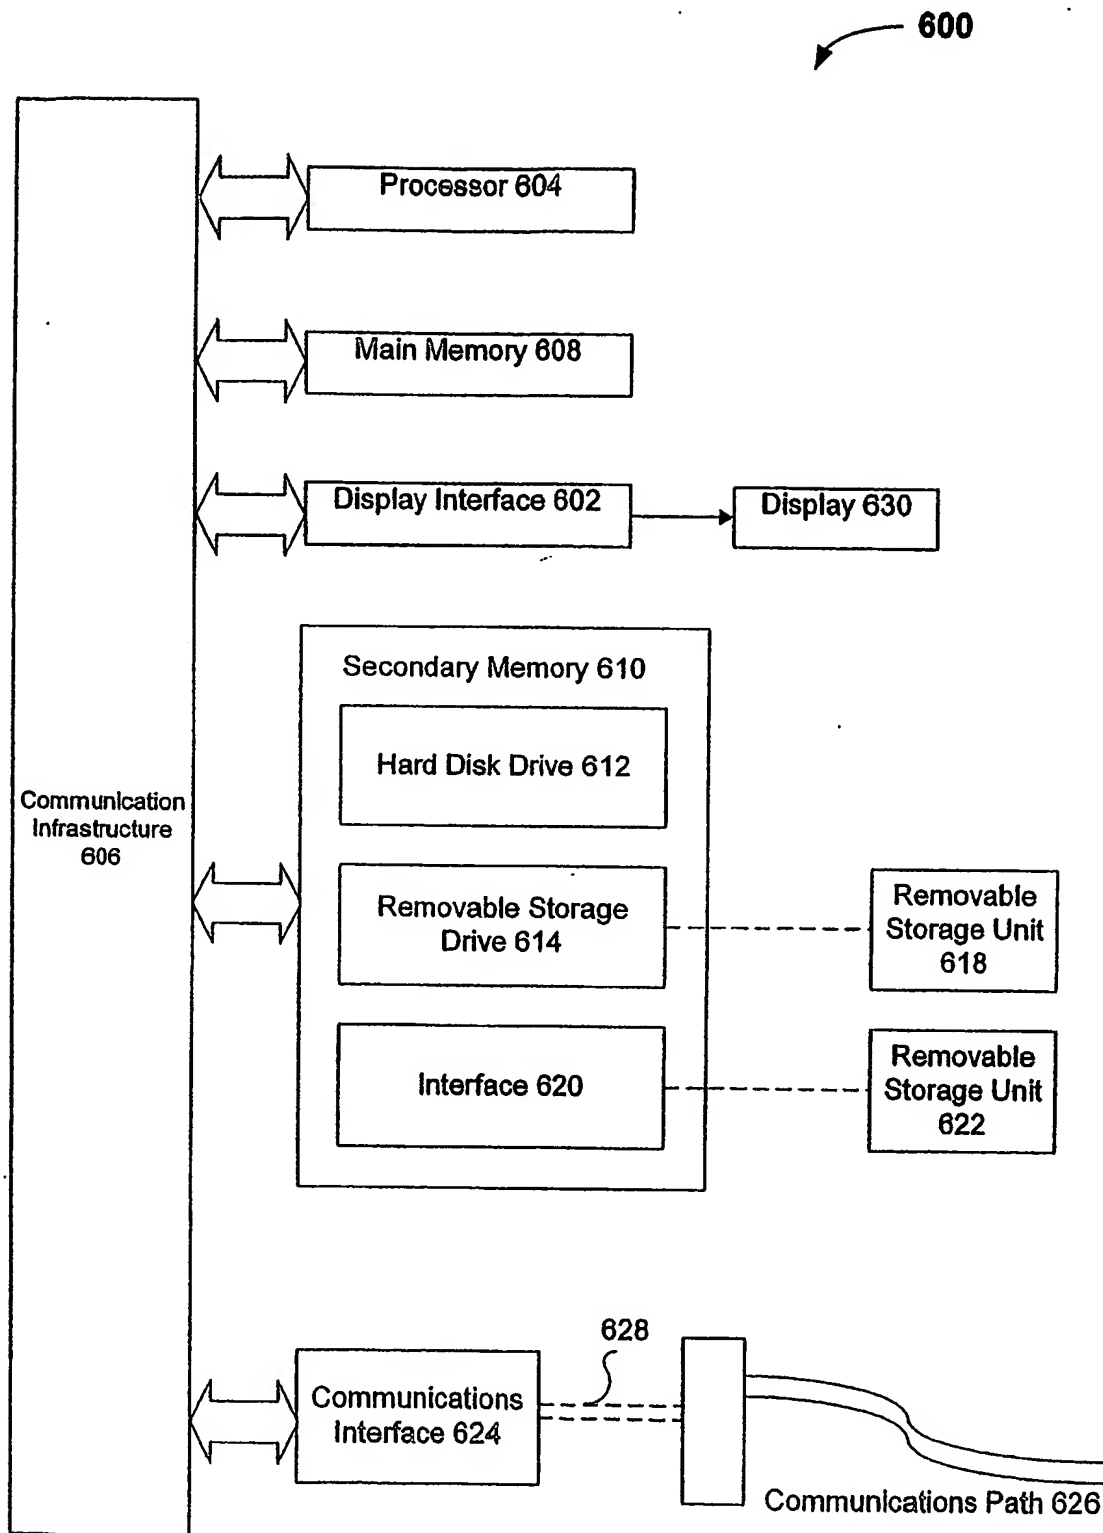 600
Processor 604
Main Memory 608
Display Interface 602
Display 630
Secondary Memory 610
Hard Disk Drive 612
Communication
Infrastructure
606
Removable Storage
Drive 614
Removable
Storage Unit
618
Interface 620
Removable
Storage Unit
622
628
Communications
Interface 624
Communications Path 626